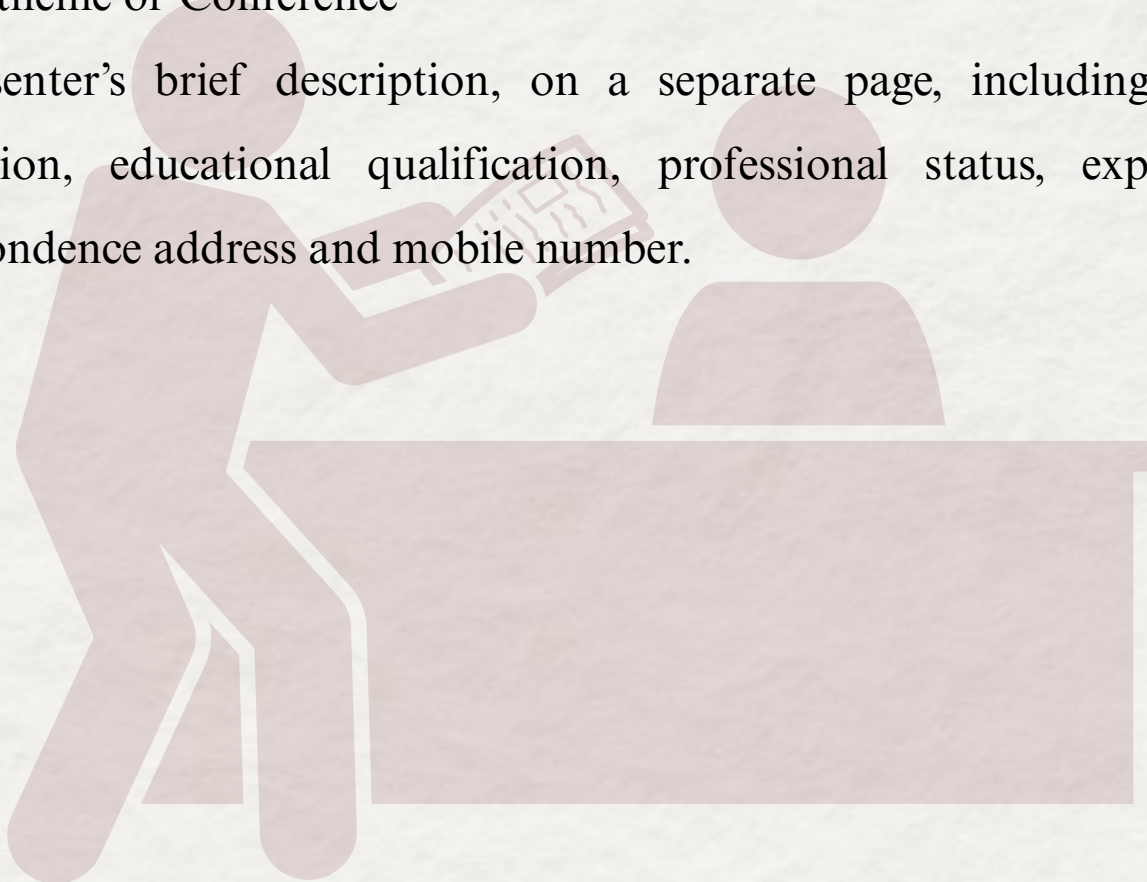 theme of Conference
senter's brief description, on a separate page, including
tion, educational qualification, professional status, exp
ondence address and mobile number.